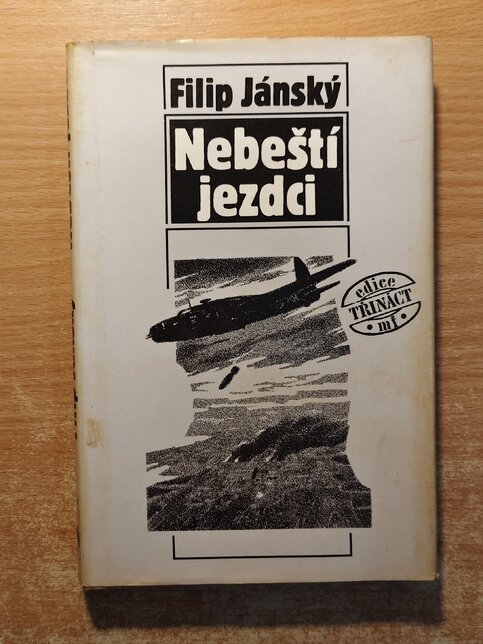 Filip Jánský
Nebeští
jezdci
edice
TŘINÁCT
mf